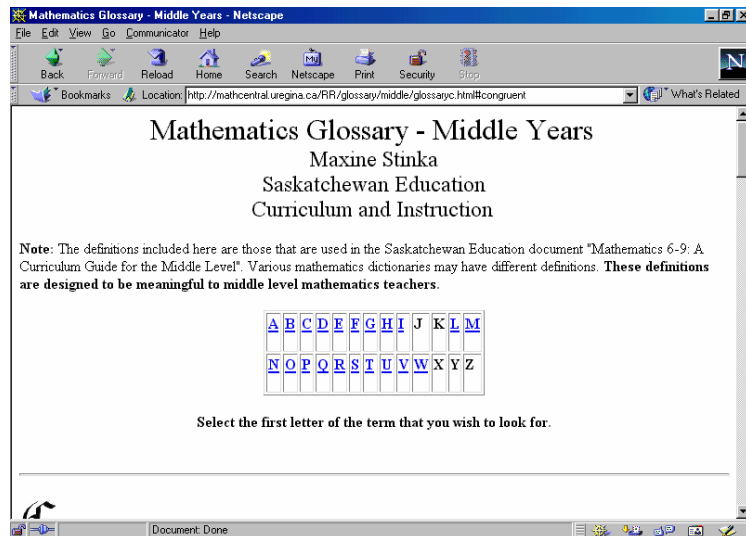 Mathematics Glossary - Middle Years - Netscape
File Edit View Go Communicator Help
My
Back Forward Reload Home Search Netscape Print Security Stop
N
Bookmarks Location: http://mathcentral.uregina.ca/RR/glossary/middle/glossaryc.html#congruent What's Related
Mathematics Glossary - Middle Years
Maxine Stinka
Saskatchewan Education
Curriculum and Instruction
Note: The definitions included here are those that are used in the Saskatchewan Education document "Mathematics 6-9: A
Curriculum Guide for the Middle Level". Various mathematics dictionaries may have different definitions. These definitions
are designed to be meaningful to middle level mathematics teachers.
A B C D E F G H I J K L M
N O P Q R S T U V W X Y Z
Select the first letter of the term that you wish to look for.
Document: Done